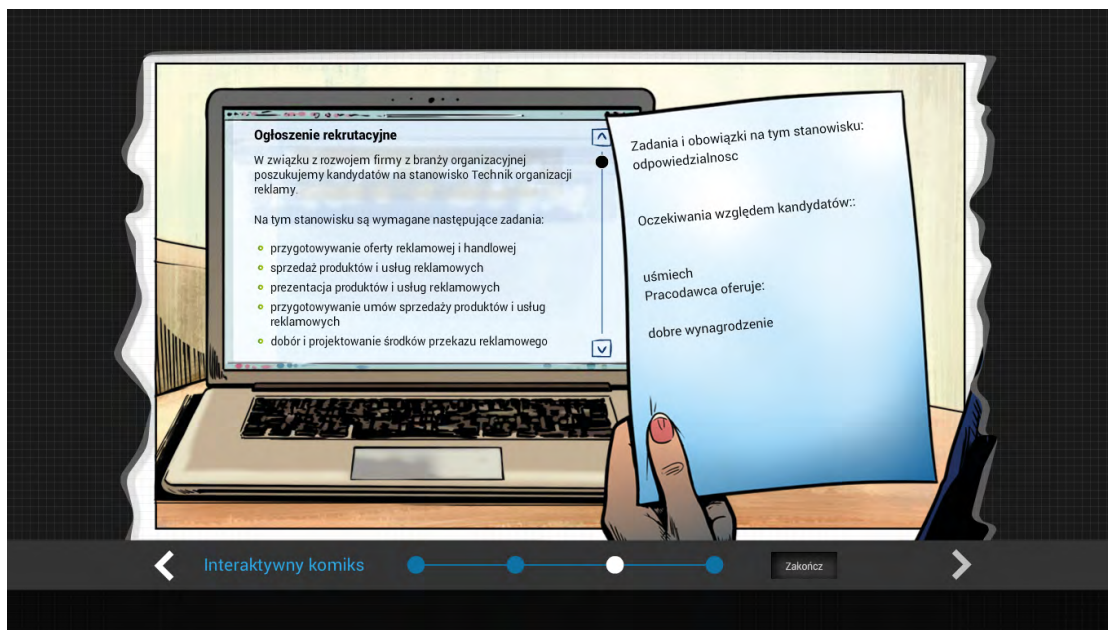 Ogłoszenie rekrutacyjne
W związku z rozwojem firmy z branży organizacyjnej
poszukujemy kandydatów na stanowisko Technik organizacji
reklamy.
Na tym stanowisku są wymagane następujące zadania:
przygotowywanie oferty reklamowej i handlowej
sprzedaż produktów i usług reklamowych
prezentacja produktów i usług reklamowych
przygotowywanie umów sprzedaży produktów i usług
reklamowych
dobór i projektowanie środków przekazu reklamowego
Zadania i obowiązki na tym stanowisku:
odpowiedzialnosc
Oczekiwania względem kandydatów::
uśmiech
Pracodawca oferuje:
dobre wynagrodzenie
Interaktywny komiks
Zakończ